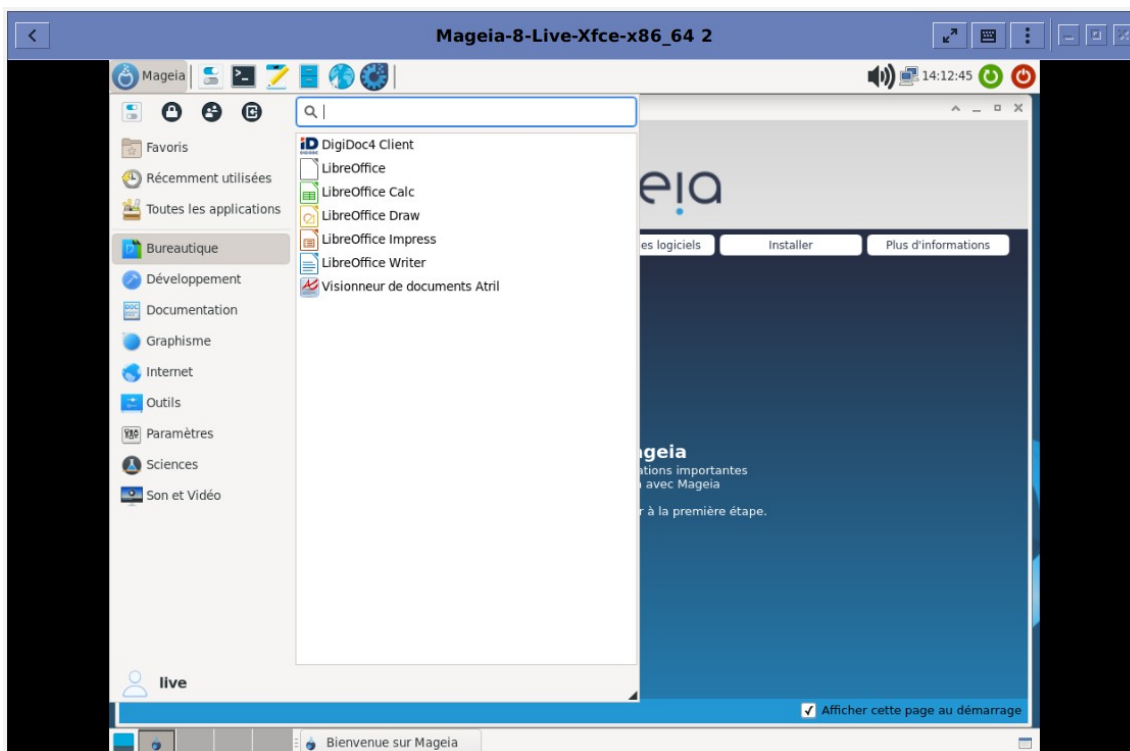 Mageia-8-Live-Xfce-x86_64 2
Mageia
14:12:45
Favoris
Récemment utilisées
Toutes les applications
Bureautique
Développement
Documentation
Graphisme
Internet
Outils
Paramètres
Sciences
Son et Vidéo
live
DigiDoc4 Client
LibreOffice
LibreOffice Calc
LibreOffice Draw
LibreOffice Impress
LibreOffice Writer
Visionneur de documents Atril
eia
es logiciels
Installer
Plus d'informations
ageia
ations importantes
avec Mageia
r à la première étape.
Afficher cette page au démarrage
Bienvenue sur Mageia